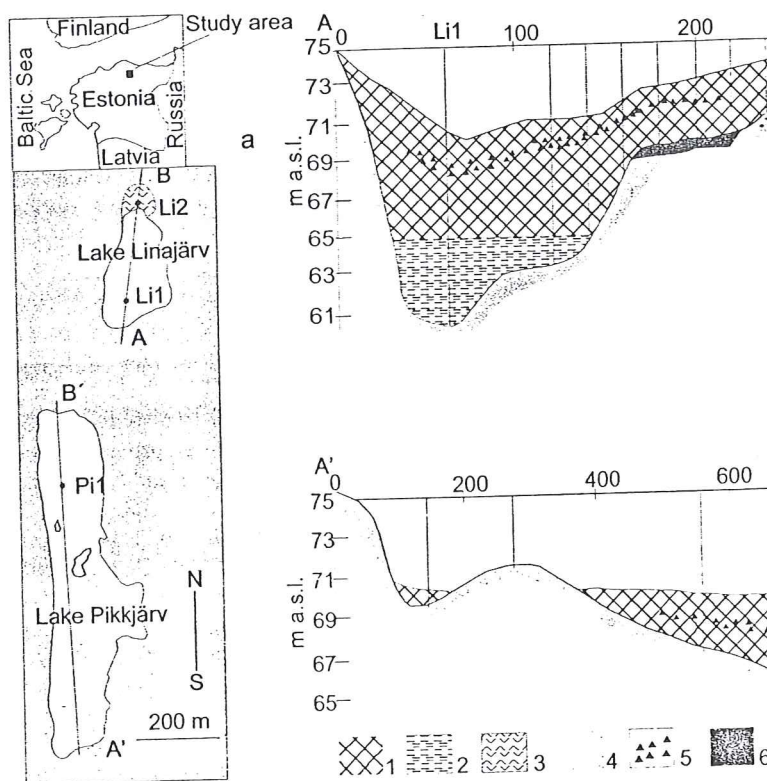 Finland
Study area
Baltic Sea
Estonia
Russia
Latvia
a
B
Li2
Lake Linajärv
Li1
A
B´
Pi1
Lake Pikkjärv
N
S
A'
200 m
A
Li1
0 100 200
75
73
71
69
67
65
63
61
m a.s.l.
A'
0 200 400 600
75
73
71
69
67
65
m a.s.l.
1 2 3 4 5 6